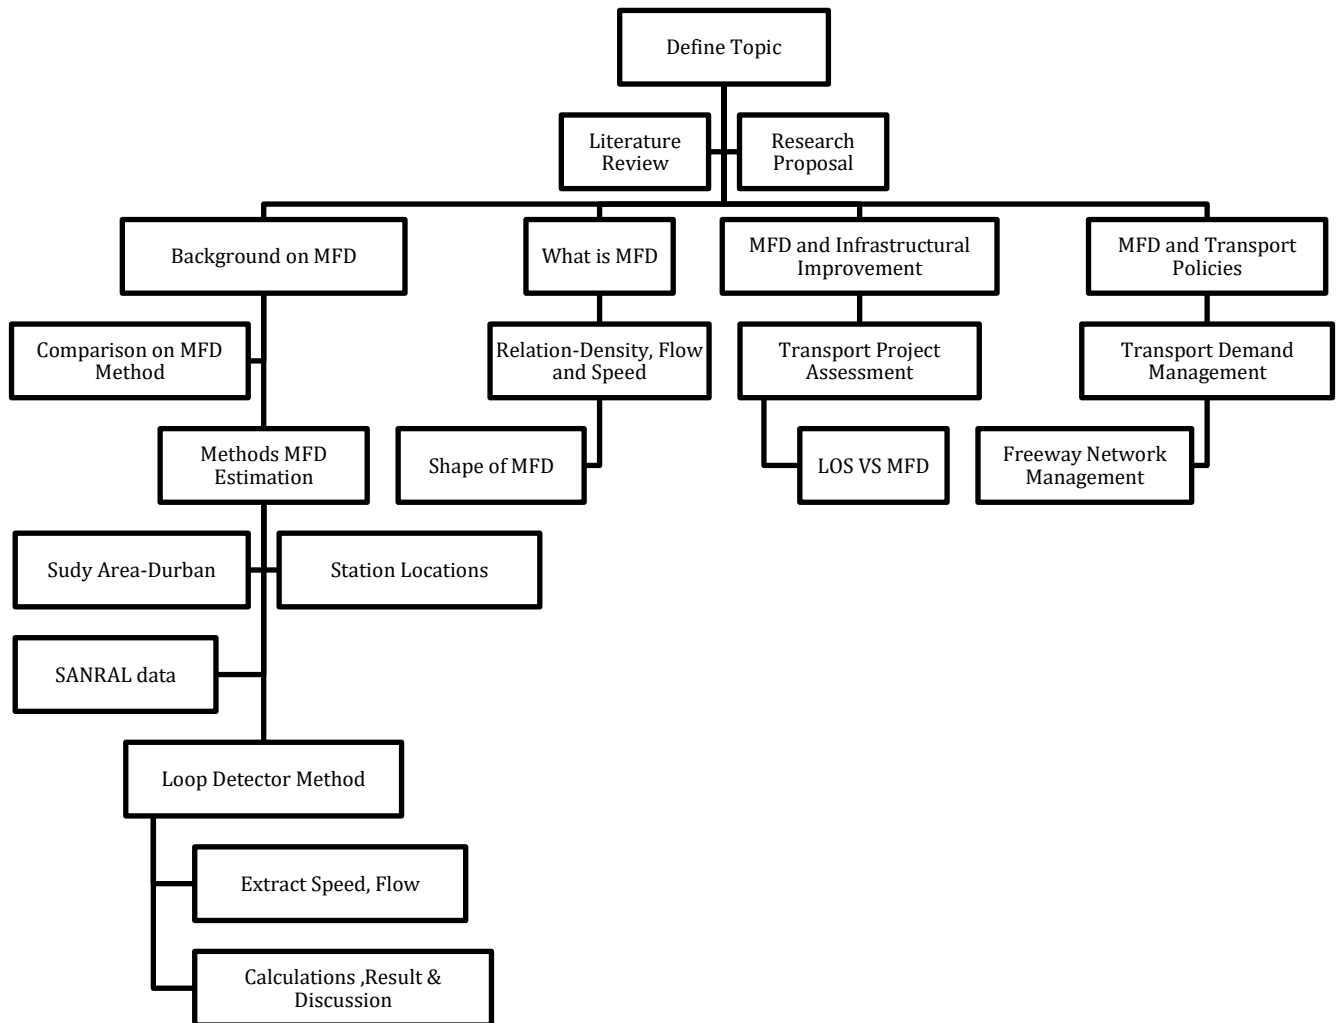 Define Topic
Literature
Review
Research
Proposal
Background on MFD
What is MFD
MFD and Infrastructural
Improvement
MFD and Transport
Policies
Comparison on MFD
Method
Relation-Density, Flow
and Speed
Transport Project
Assessment
Transport Demand
Management
Methods MFD
Estimation
Shape of MFD
LOS VS MFD
Freeway Network
Management
Sudy Area-Durban
Station Locations
SANRAL data
Loop Detector Method
Extract Speed, Flow
Calculations ,Result &
Discussion